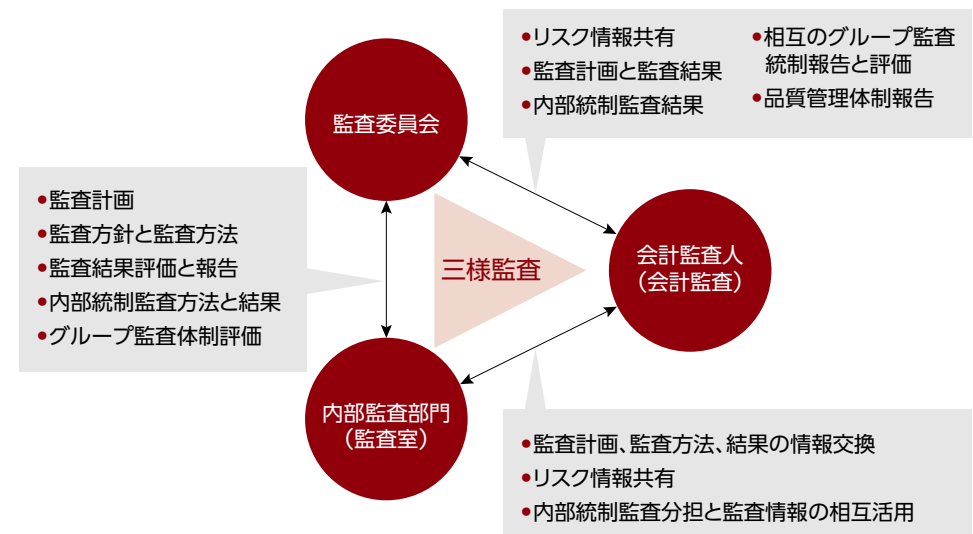 •リスク情報共有
•監査計画と監査結果
•内部統制監査結果
•相互のグループ監査
統制報告と評価
•品質管理体制報告
監査委員会
•監査計画
•監査方針と監査方法
•監査結果評価と報告
•内部統制監査方法と結果
•グループ監査体制評価
三様監査
会計監査人
（会計監査）
内部監査部門
（監査室）
•監査計画、監査方法、結果の情報交換
•リスク情報共有
•内部統制監査分担と監査情報の相互活用